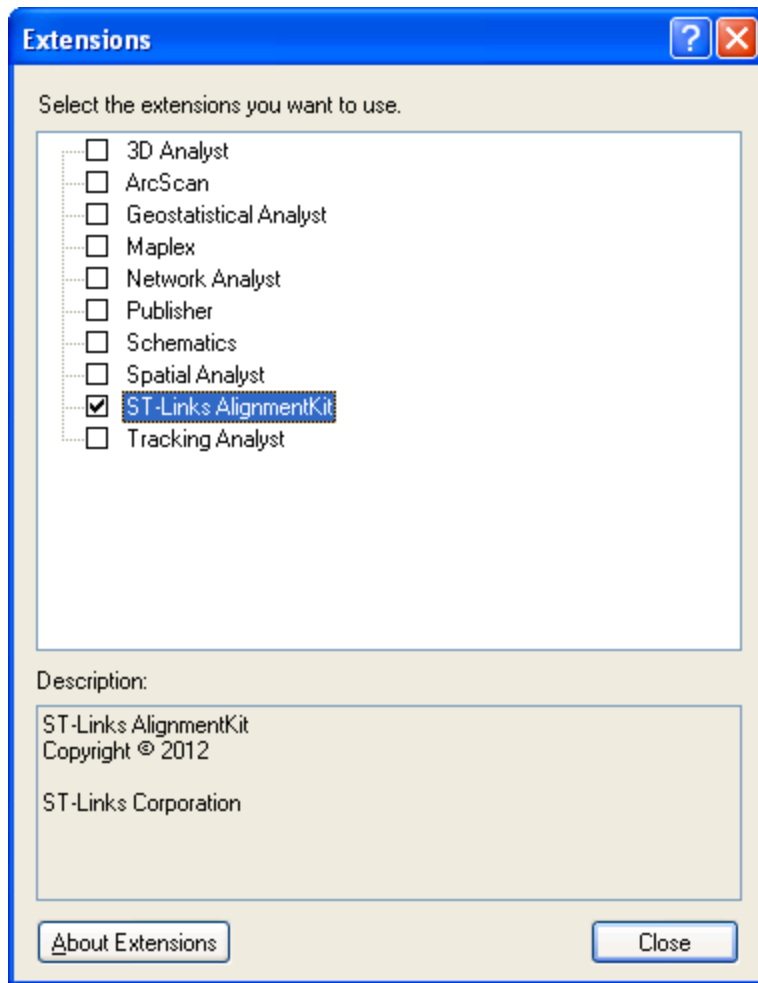 Extensions
?
Select the extensions you want to use.
3D Analyst
ArcScan
Geostatistical Analyst
Maplex
Network Analyst
Publisher
Schematics
Spatial Analyst
ST-Links AlignmentKit
Tracking Analyst
Description:
ST-Links AlignmentKit
Copyright © 2012
ST-Links Corporation
About Extensions
Close